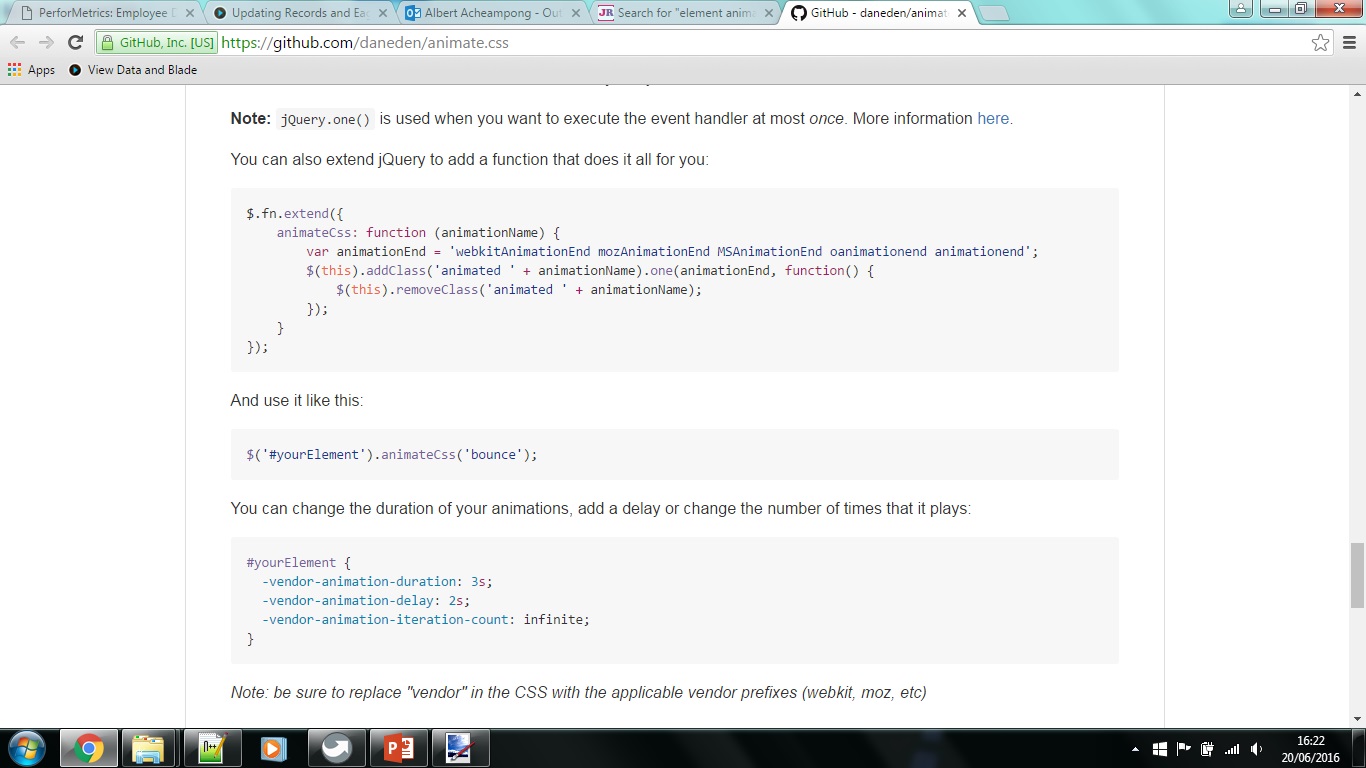 PerforMetrics: Employee D
Updating Records and Eag
Albert Acheampong - Out
JR Search for "element anima
GitHub - daneden/animat
GitHub, Inc. [US] https://github.com/daneden/animate.css
Apps View Data and Blade
Note: jQuery.one() is used when you want to execute the event handler at most once. More information here.
You can also extend jQuery to add a function that does it all for you:
$.fn.extend({
    animateCss: function (animationName) {
        var animationEnd = 'webkitAnimationEnd mozAnimationEnd MSAnimationEnd oanimationend animationend';
        $(this).addClass('animated ' + animationName).one(animationEnd, function() {
            $(this).removeClass('animated ' + animationName);
        });
    }
});
And use it like this:
$('#yourElement').animateCss('bounce');
You can change the duration of your animations, add a delay or change the number of times that it plays:
#yourElement {
  -vendor-animation-duration: 3s;
  -vendor-animation-delay: 2s;
  -vendor-animation-iteration-count: infinite;
}
Note: be sure to replace "vendor" in the CSS with the applicable vendor prefixes (webkit, moz, etc)
16:22
20/06/2016